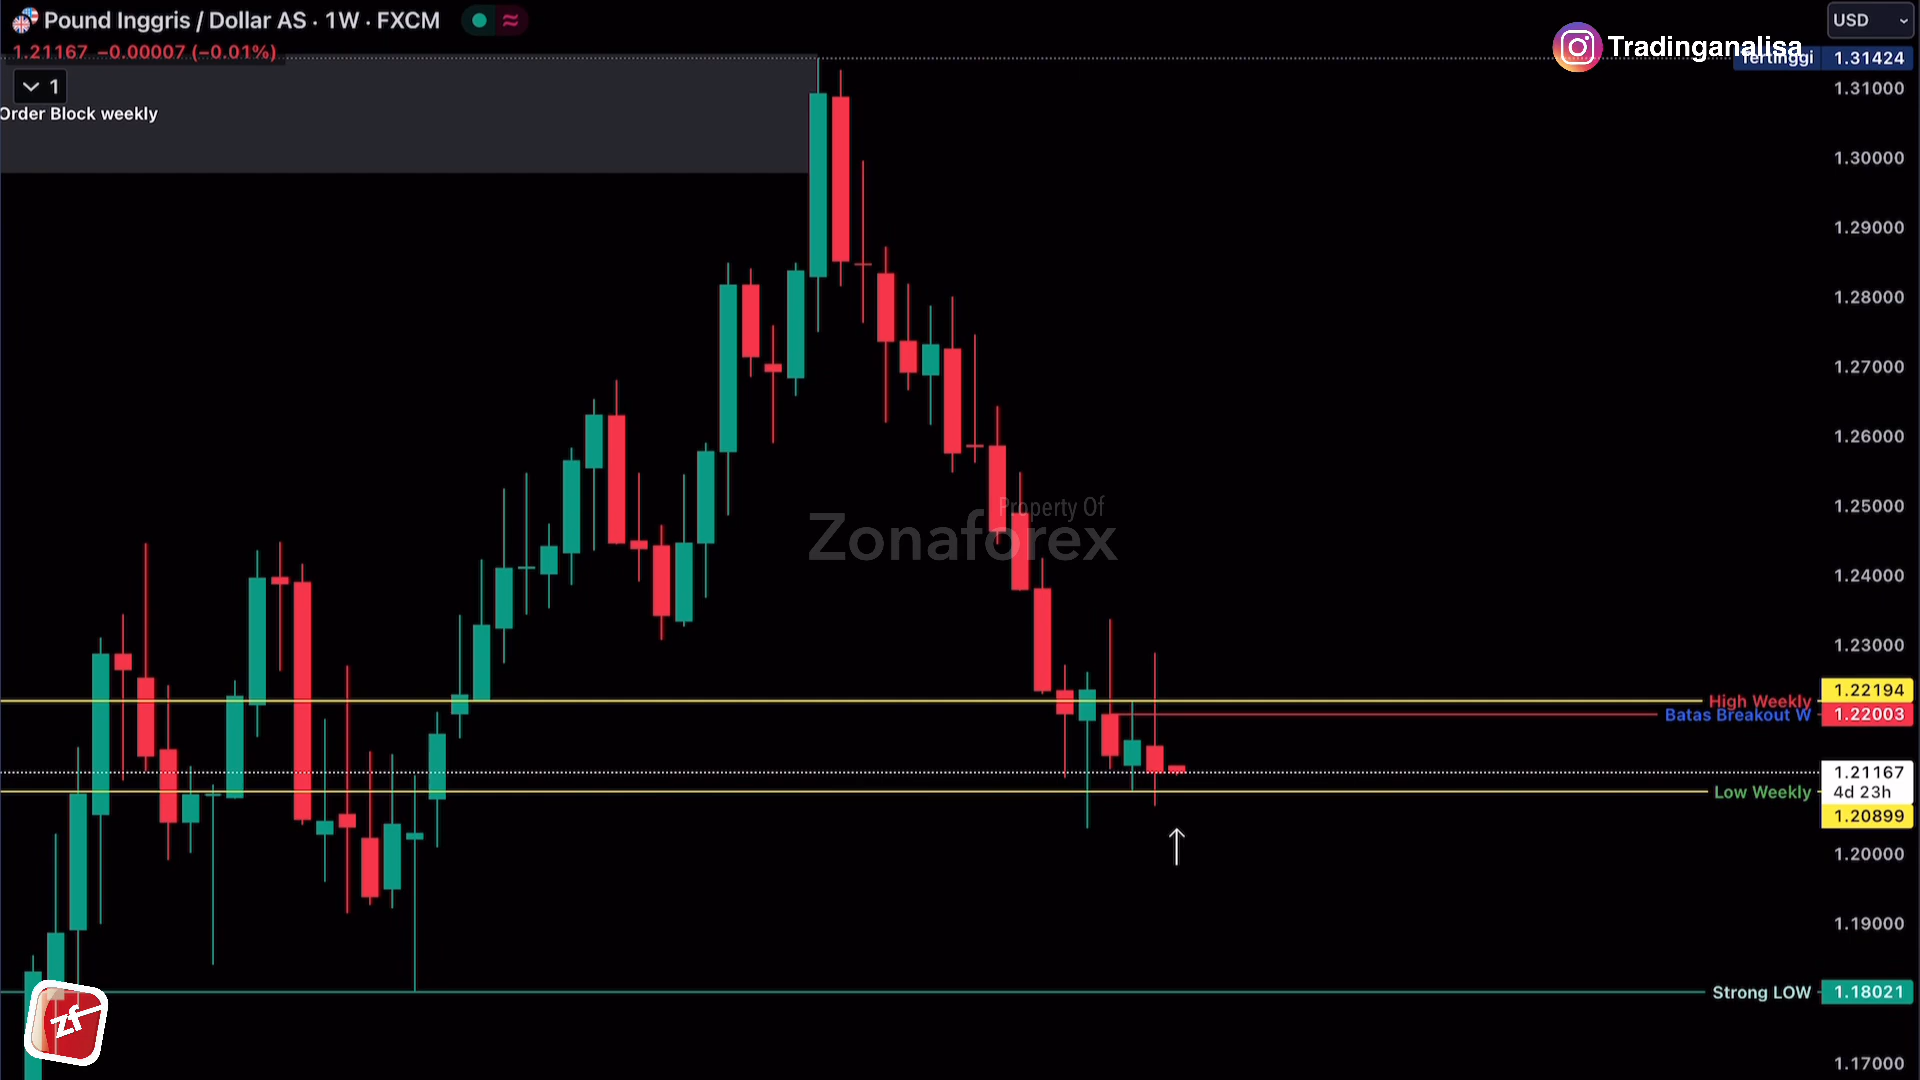 Pound Inggris / Dollar AS · 1W · FXCM
USD
1.21167 −0.00007 (−0.01%)
Tradinganalisa
Tertinggi 1.31424
1
1.31000
Order Block weekly
1.30000
1.29000
1.28000
1.27000
1.26000
1.25000
Property Of
Zonaforex
1.24000
1.23000
High Weekly 1.22194
Batas Breakout W 1.22003
1.21167
Low Weekly 4d 23h
1.20899
1.20000
1.19000
Strong LOW 1.18021
zf
1.17000